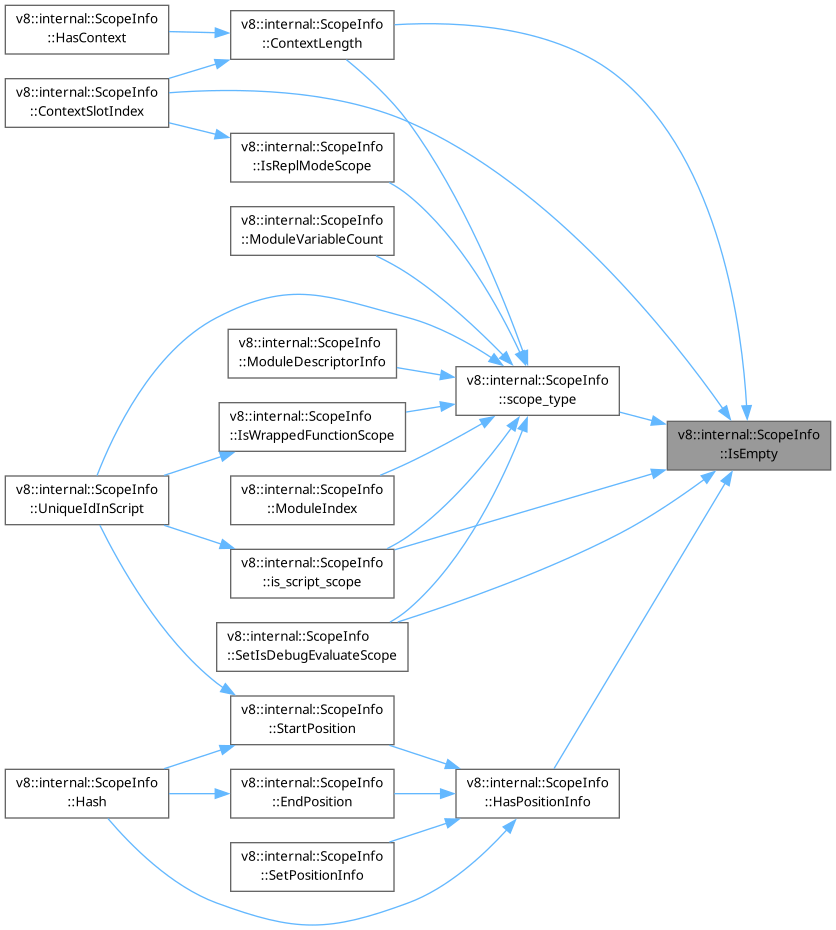 v8::internal::ScopeInfo
::HasContext
v8::internal::ScopeInfo
::ContextLength
v8::internal::ScopeInfo
::ContextSlotIndex
v8::internal::ScopeInfo
::IsReplModeScope
v8::internal::ScopeInfo
::ModuleVariableCount
v8::internal::ScopeInfo
::ModuleDescriptorInfo
v8::internal::ScopeInfo
::scope_type
v8::internal::ScopeInfo
::IsWrappedFunctionScope
v8::internal::ScopeInfo
::IsEmpty
v8::internal::ScopeInfo
::UniqueIdInScript
v8::internal::ScopeInfo
::ModuleIndex
v8::internal::ScopeInfo
::is_script_scope
v8::internal::ScopeInfo
::SetIsDebugEvaluateScope
v8::internal::ScopeInfo
::StartPosition
v8::internal::ScopeInfo
::Hash
v8::internal::ScopeInfo
::EndPosition
v8::internal::ScopeInfo
::HasPositionInfo
v8::internal::ScopeInfo
::SetPositionInfo